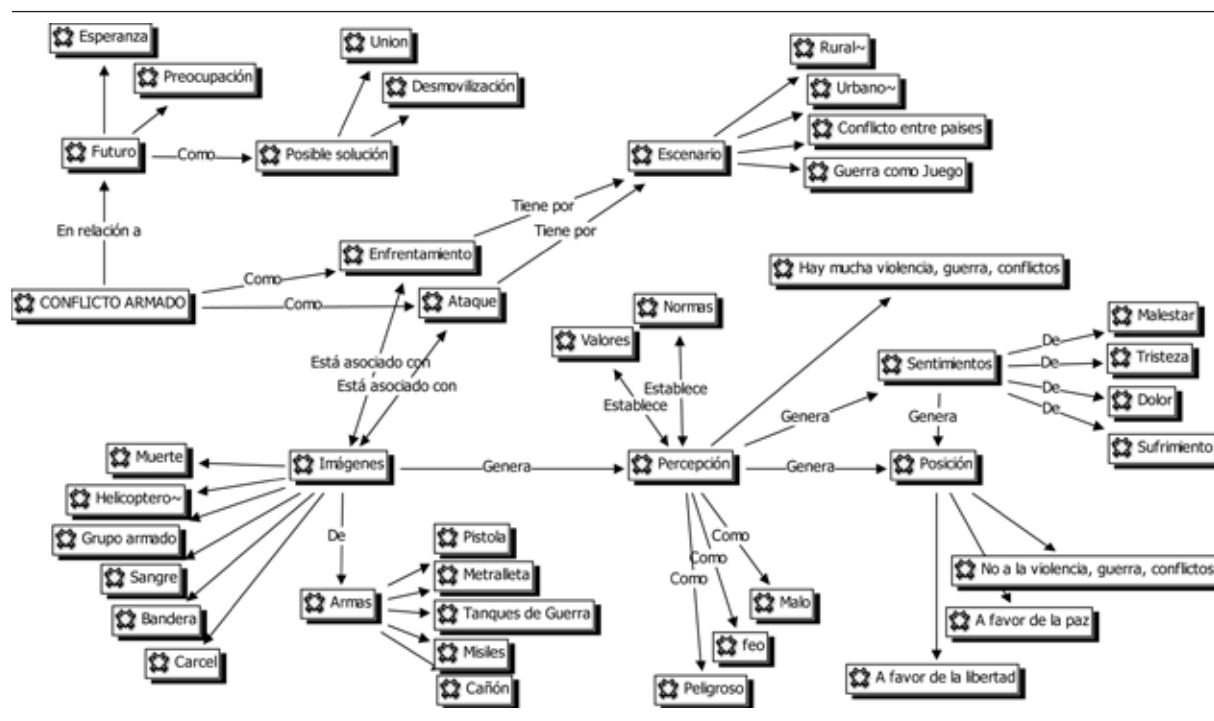 Esperanza
Union
Rural~
Preocupación
Desmovilización
Urbano~
Conflicto entre paises
Futuro
Como
Posible solución
Escenario
Guerra como Juego
En relación a
Tiene por
Tiene por
Enfrentamiento
Hay mucha violencia, guerra, conflictos
Como
CONFLICTO ARMADO
Como
Ataque
Normas
Valores
Malestar
De
Está asociado con
Está asociado con
Sentimientos
De
Tristeza
Establece
Establece
De
Dolor
Genera
Genera
De
Sufrimiento
Muerte
Imágenes
Genera
Percepción
Genera
Posición
Helicoptero~
Grupo armado
De
Pistola
Como
Como
Como
Sangre
Metralleta
No a la violencia, guerra, conflictos
Armas
Tanques de Guerra
Malo
A favor de la paz
Bandera
Misiles
feo
Carcel
Cañón
Peligroso
A favor de la libertad